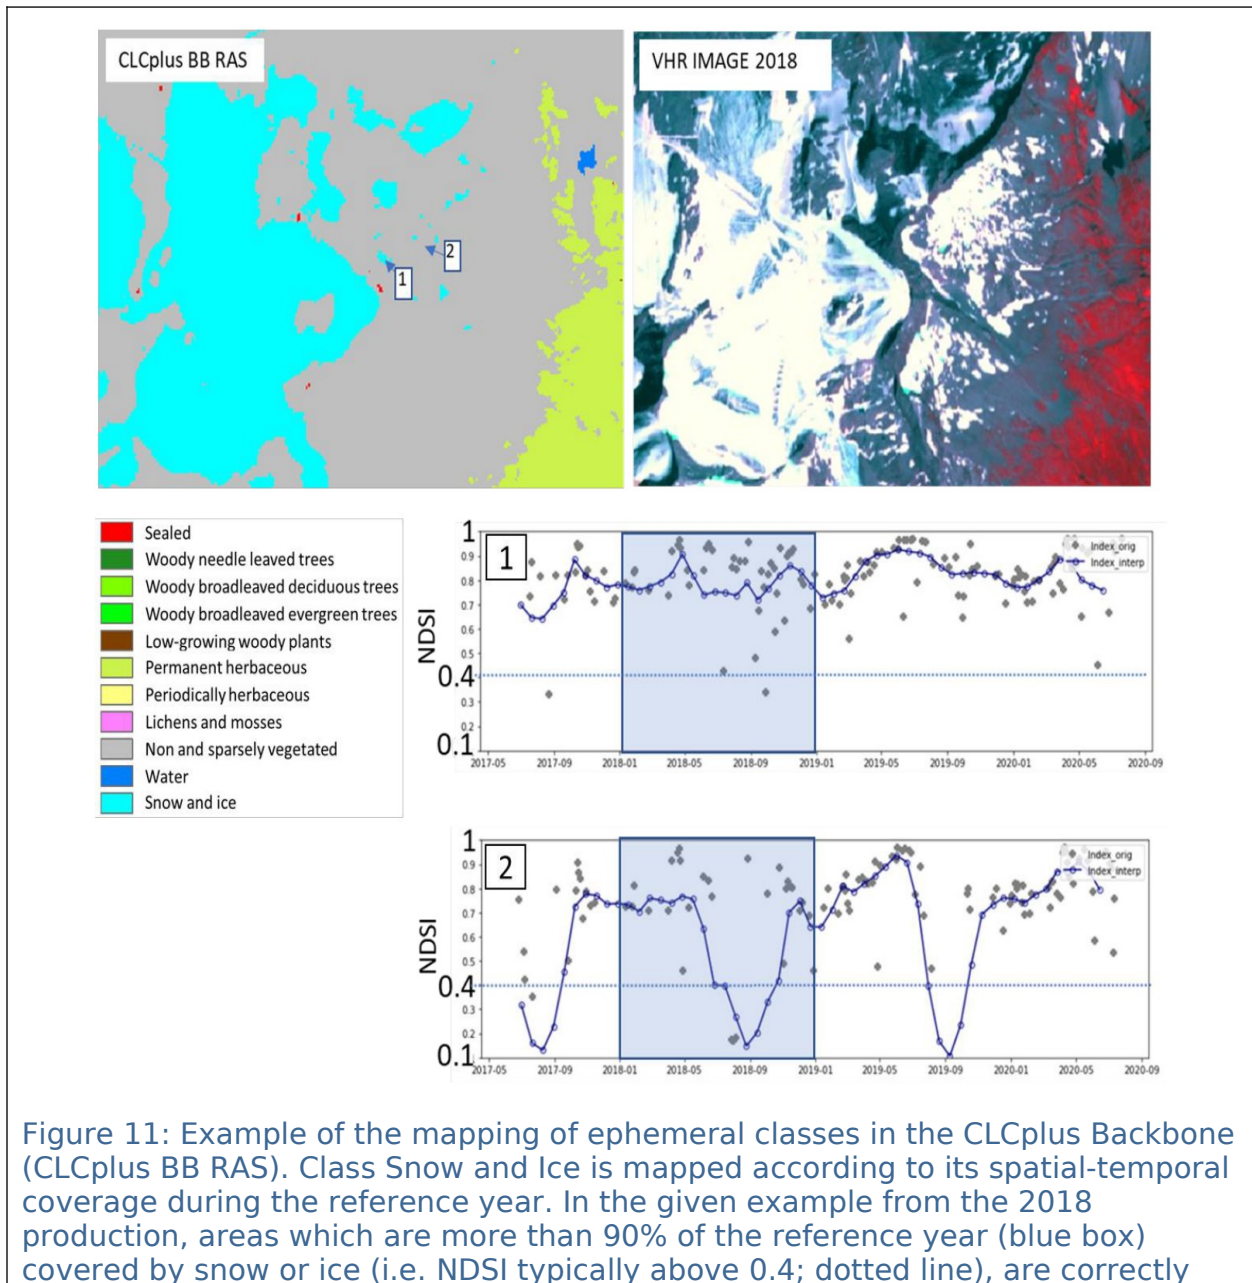 CLCplus BB RAS
VHR IMAGE 2018
2
1
Sealed
Woody needle leaved trees
Woody broadleaved deciduous trees
Woody broadleaved evergreen trees
Low-growing woody plants
Permanent herbaceous
Periodically herbaceous
Lichens and mosses
Non and sparsely vegetated
Water
Snow and ice
1
NDSI
1
0.9
0.8
0.7
0.6
0.5
0.4
0.3
0.2
0.1
Index_orig
Index_interp
2017-05 2017-09 2018-01 2018-05 2018-09 2019-01 2019-05 2019-09 2020-01 2020-05 2020-09
2
NDSI
1
0.9
0.8
0.7
0.6
0.5
0.4
0.3
0.2
0.1
Index_orig
Index_interp
2017-05 2017-09 2018-01 2018-05 2018-09 2019-01 2019-05 2019-09 2020-01 2020-05 2020-09
Figure 11: Example of the mapping of ephemeral classes in the CLCplus Backbone
(CLCplus BB RAS). Class Snow and Ice is mapped according to its spatial-temporal
coverage during the reference year. In the given example from the 2018
production, areas which are more than 90% of the reference year (blue box)
covered by snow or ice (i.e. NDSI typically above 0.4; dotted line), are correctly